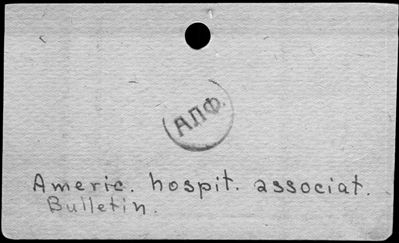 АПФ.
Americ. hospit. associat.
Bulletin.